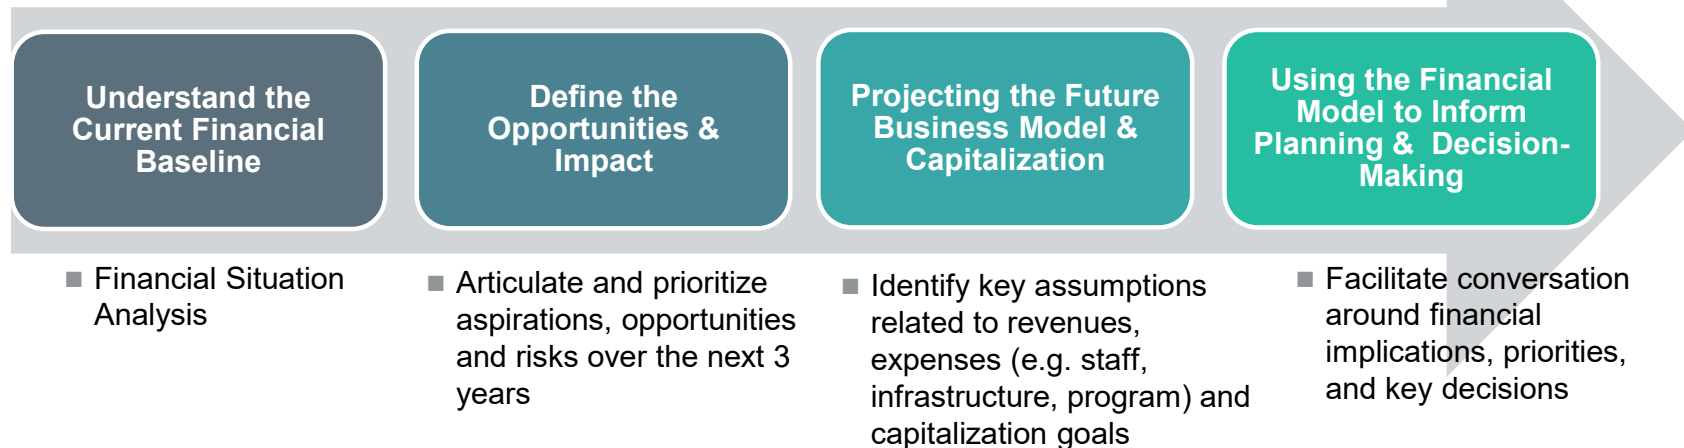 Understand the
Current Financial
Baseline
Define the
Opportunities &
Impact
Projecting the Future
Business Model &
Capitalization
Using the Financial
Model to Inform
Planning &  Decision-
Making
■ Financial Situation
Analysis
■ Articulate and prioritize
aspirations, opportunities
and risks over the next 3
years
■ Identify key assumptions
related to revenues,
expenses (e.g. staff,
infrastructure, program) and
capitalization goals
■ Facilitate conversation
around financial
implications, priorities,
and key decisions